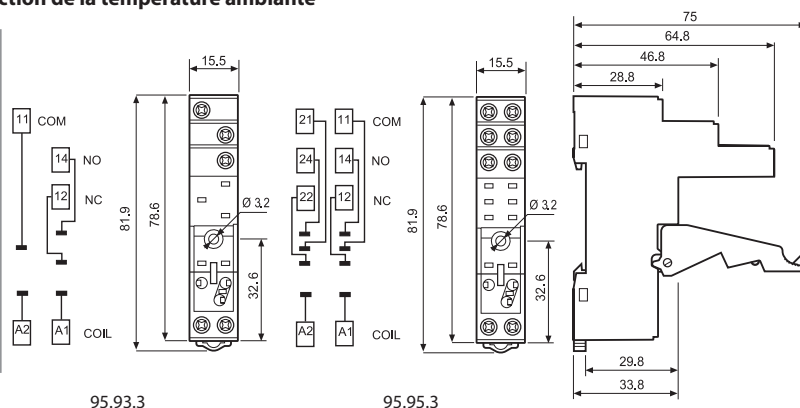 ction de la température ambiante
75
64.8
46.8
28.8
15.5
15.5
11 COM
14 NO
12 NC
A2 A1 COIL
81.9
78.6
Ø 3,2
32.6
21 11 COM
24 14 NO
22 12 NC
A2 A1 COIL
81.9
78.6
Ø 3,2
32.6
29.8
33.8
95.93.3
95.95.3